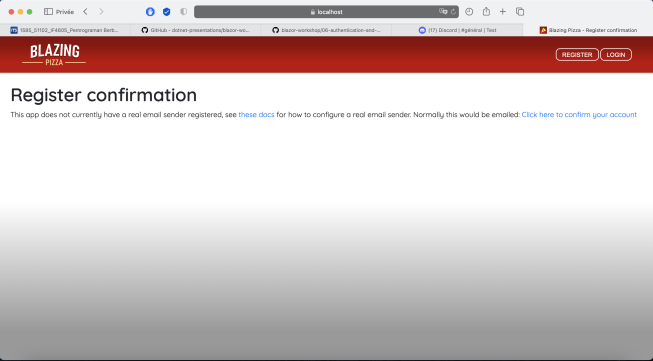 Privée
localhost
1585_51102_IF4605_Pemrograman Berb...
GitHub - dotnet-presentations/blazor-wo...
blazor-workshop/06-authentication-and-...
(17) Discord | #général | Test
Blazing Pizza - Register confirmation
BLAZING
PIZZA
REGISTER
LOGIN
Register confirmation
This app does not currently have a real email sender registered, see these docs for how to configure a real email sender. Normally this would be emailed: Click here to confirm your account